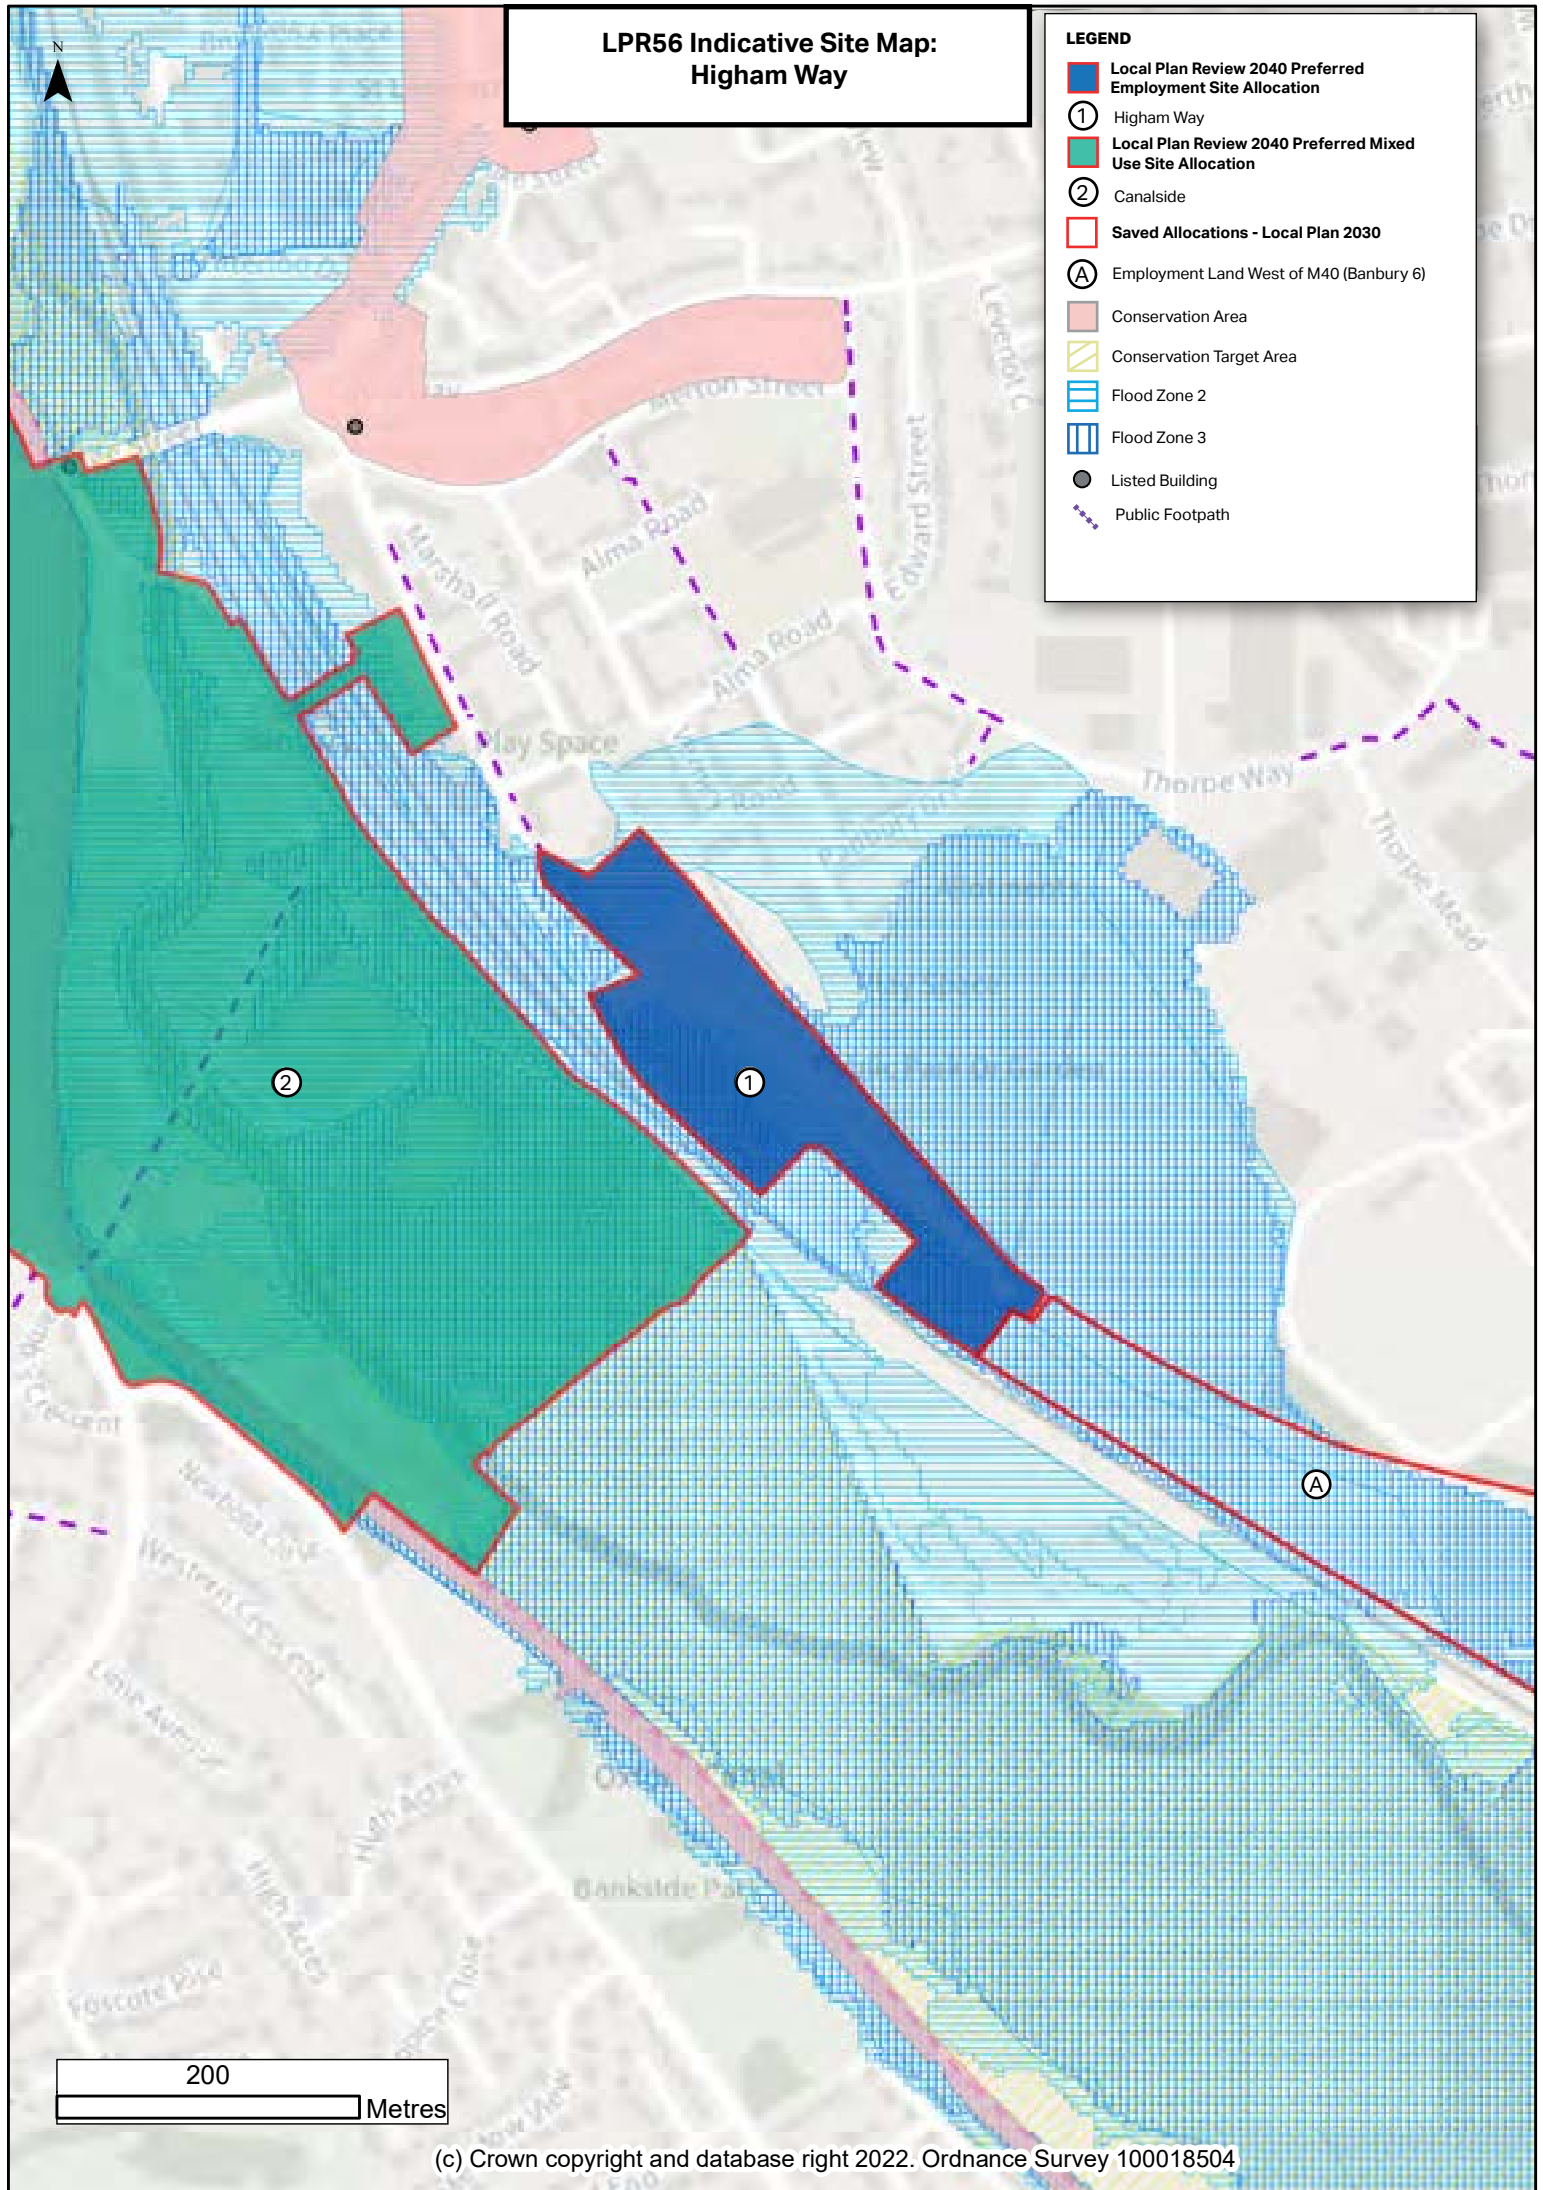 LPR56 Indicative Site Map:
Higham Way
N
LEGEND
Local Plan Review 2040 Preferred
Employment Site Allocation
1 Higham Way
Local Plan Review 2040 Preferred Mixed
Use Site Allocation
2 Canalside
Saved Allocations - Local Plan 2030
A Employment Land West of M40 (Banbury 6)
Conservation Area
Conservation Target Area
Flood Zone 2
Flood Zone 3
Listed Building
Public Footpath
Merton Street
Edward Street
Marshall Road
Alma Road
Alma Road
Play Space
Road
Thorpe Way
Thorpe Mead
2
1
A
Crescent
Western Crescent
Bankside Park
200
Metres
(c) Crown copyright and database right 2022. Ordnance Survey 100018504